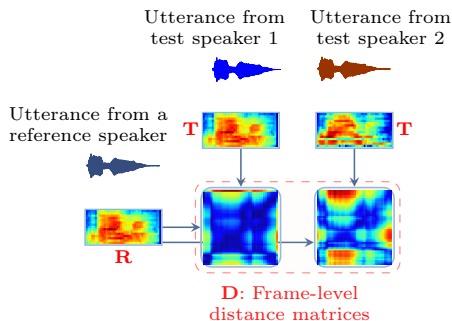 Utterance from
test speaker 1
Utterance from
test speaker 2
Utterance from a
reference speaker
T
T
R
D: Frame-level
distance matrices